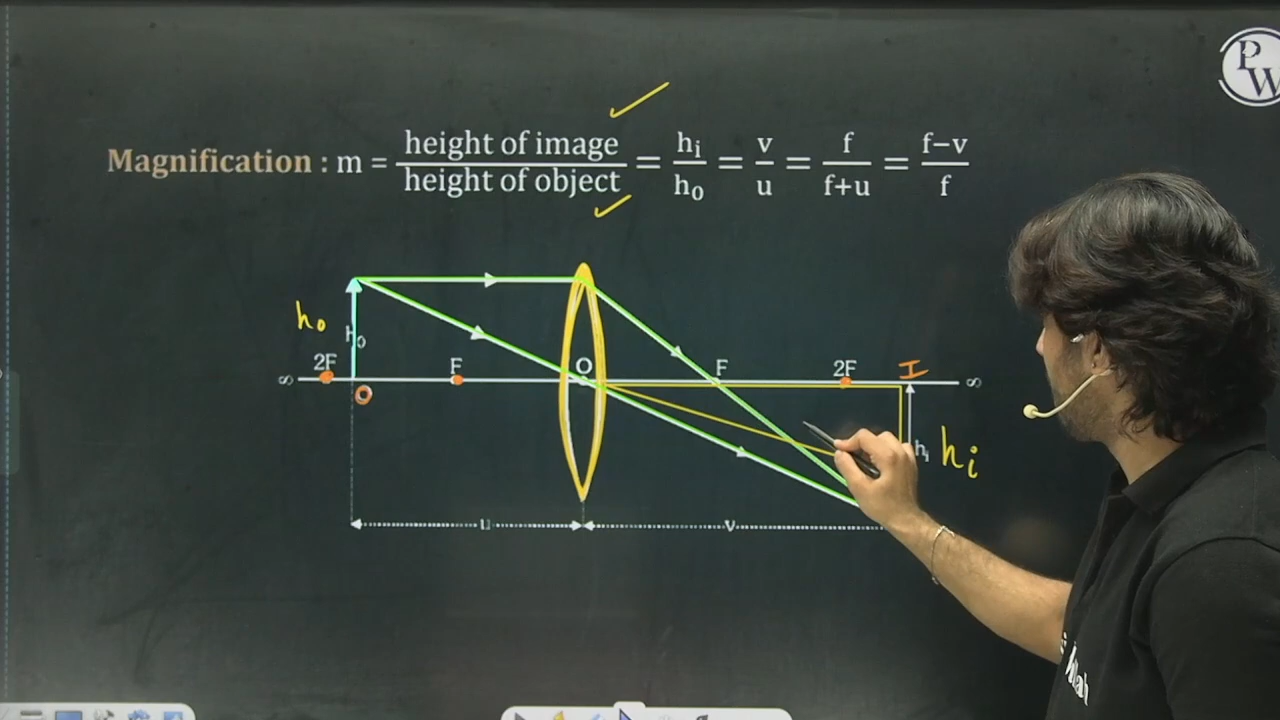 PW
Magnification : m = height of image / height of object = hᵢ/h₀ = v/u = f/f+u = f−v/f
h₀
h₀
2F F O F 2F I
∞ ∞
O
hᵢ hᵢ
u v